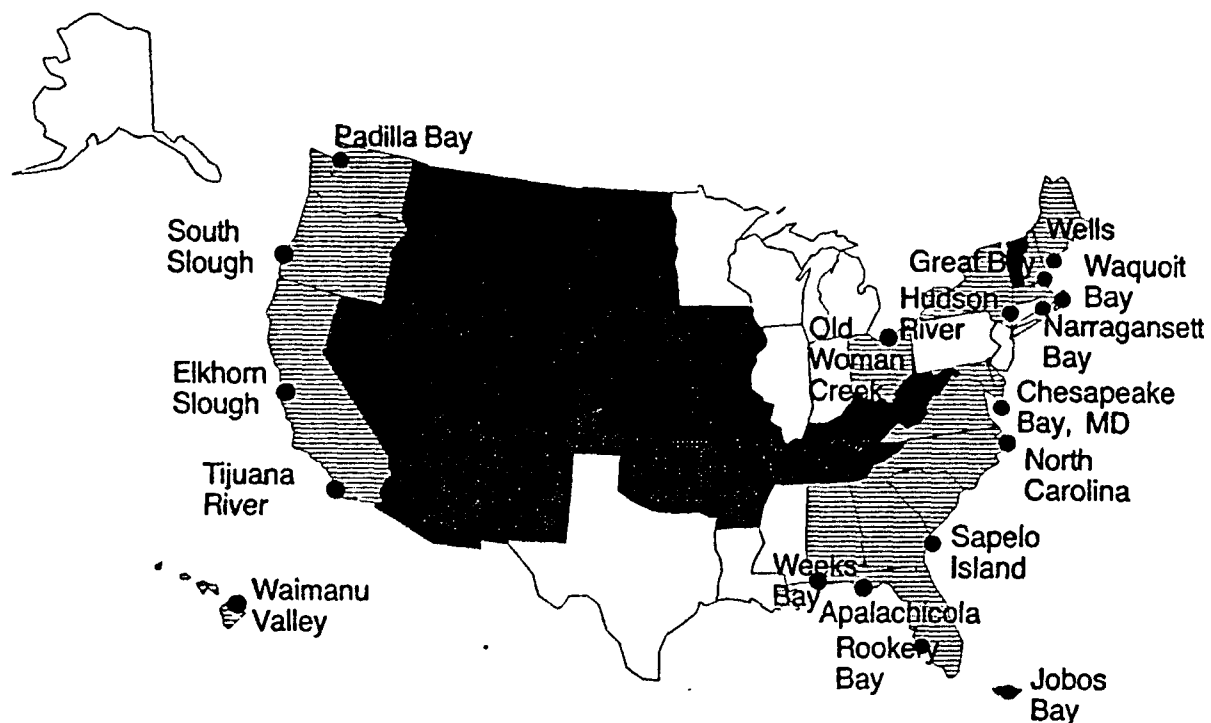 Padilla Bay
South
Slough
Elkhorn
Slough
Tijuana
River
Waimanu
Valley
Wells
Great Bay
Waquoit
Bay
Hudson
River
Narragansett
Bay
Old
Woman
Creek
Chesapeake
Bay, MD
North
Carolina
Sapelo
Island
Weeks
Bay
Apalachicola
Rookery
Bay
Jobos
Bay